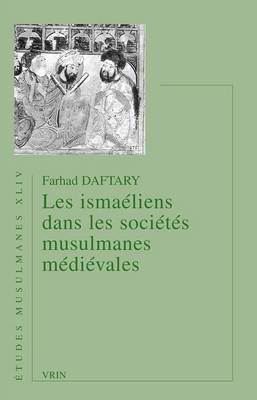 Farhad DAFTARY
Les ismaéliens
dans les sociétés
musulmanes
médiévales
ÉTUDES MUSULMANES XLIV
VRIN